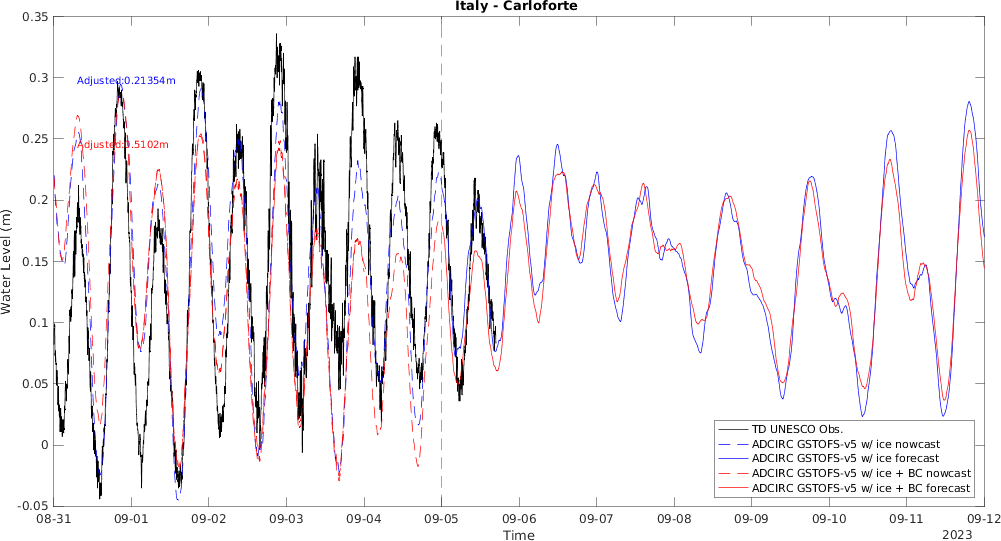 Italy - Carloforte
Water Level (m)
0.35
0.3
0.25
0.2
0.15
0.1
0.05
0
-0.05
Adjusted:0.21354m
Adjusted:0.5102m
TD UNESCO Obs.
ADCIRC GSTOFS-v5 w/ ice nowcast
ADCIRC GSTOFS-v5 w/ ice forecast
ADCIRC GSTOFS-v5 w/ ice + BC nowcast
ADCIRC GSTOFS-v5 w/ ice + BC forecast
08-31 09-01 09-02 09-03 09-04 09-05 09-06 09-07 09-08 09-09 09-10 09-11 09-12
Time
2023